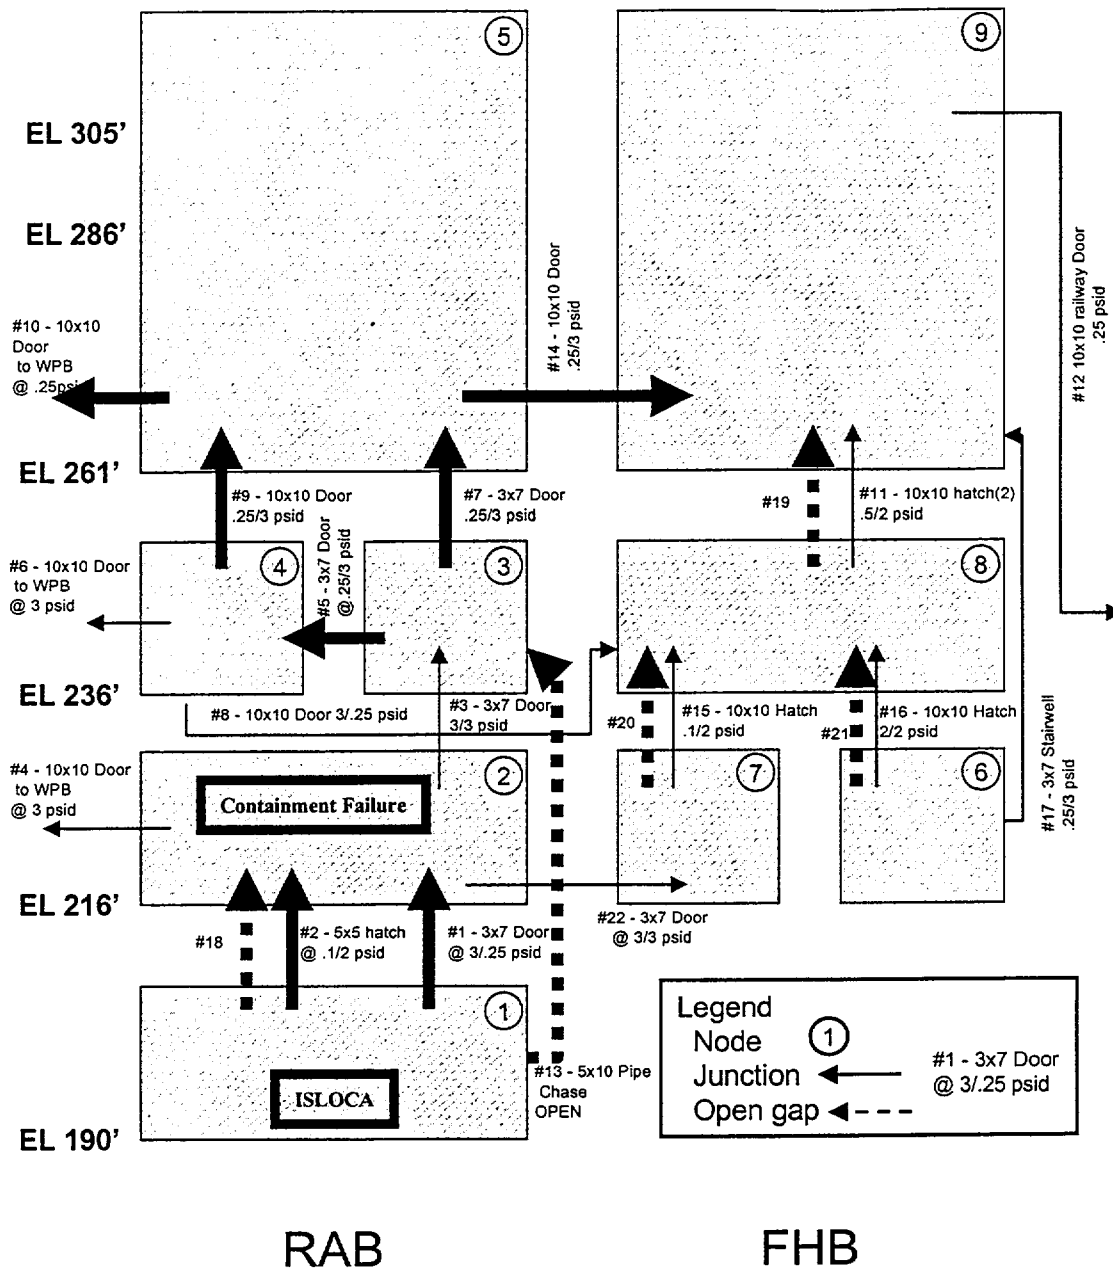 5
9
EL 305'
EL 286'
#10 - 10x10
Door
to WPB
@ .25psid
#14 - 10x10 Door
.25/3 psid
#12 10x10 railway Door
.25 psid
EL 261'
#9 - 10x10 Door
.25/3 psid
#7 - 3x7 Door
.25/3 psid
#19
#11 - 10x10 hatch(2)
.5/2 psid
#6 - 10x10 Door
to WPB
@ 3 psid
4
#5 - 3x7 Door
@.25/3 psid
3
8
EL 236'
#8 - 10x10 Door 3/.25 psid
#3 - 3x7 Door
3/3 psid
#20
#15 - 10x10 Hatch
.1/2 psid
#21
#16 - 10x10 Hatch
2/2 psid
#17 - 3x7 Stairwell
.25/3 psid
#4 - 10x10 Door
to WPB
@ 3 psid
Containment Failure
2
7
6
EL 216'
#18
#2 - 5x5 hatch
@ .1/2 psid
#1 - 3x7 Door
@ 3/.25 psid
#22 - 3x7 Door
@ 3/3 psid
1
ISLOCA
#13 - 5x10 Pipe
Chase
OPEN
EL 190'
Legend
Node 1
Junction
Open gap
#1 - 3x7 Door
@ 3/.25 psid
RAB
FHB